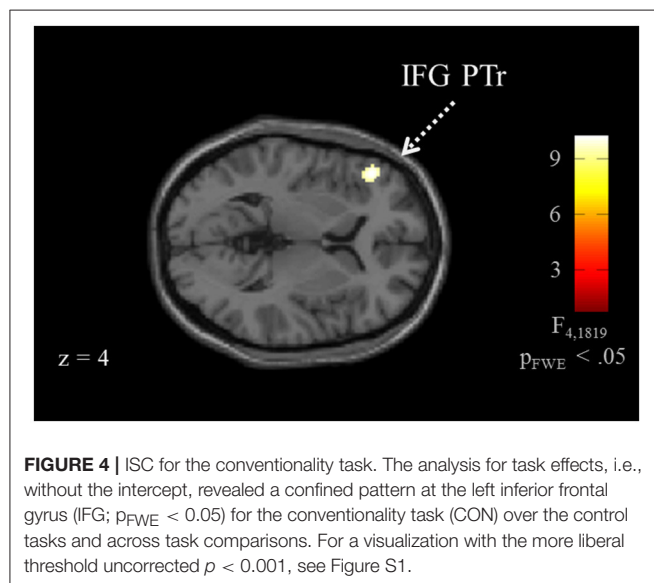 IFG PTr
9
6
3
F4,1819
pFWE < .05
z = 4
FIGURE 4 | ISC for the conventionality task. The analysis for task effects, i.e.,
without the intercept, revealed a confined pattern at the left inferior frontal
gyrus (IFG; pFWE < 0.05) for the conventionality task (CON) over the control
tasks and across task comparisons. For a visualization with the more liberal
threshold uncorrected p < 0.001, see Figure S1.